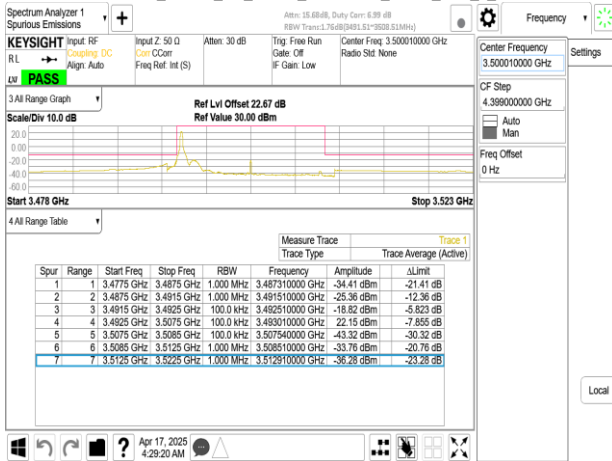 Spectrum Analyzer 1
Spurious Emissions
+
Attn: 15.68dB, Duty Corr: 6.99 dB
RBW Trans:1.76dB(3491.51~3508.51MHz)
Frequency
KEYSIGHT Input: RF Input Z: 50 Ω Atten: 30 dB Trig: Free Run Center Freq: 3.500010000 GHz
RL Coupling: DC Corr CCorr Gate: Off Radio Std: None
Align: Auto Freq Ref: Int (S) IF Gain: Low
LXI PASS
3 All Range Graph
Ref Lvl Offset 22.67 dB
Scale/Div 10.0 dB Ref Value 30.00 dBm
20.0
0.00
-20.0
-40.0
-60.0
Start 3.478 GHz Stop 3.523 GHz
4 All Range Table
Measure Trace Trace 1
Trace Type Trace Average (Active)
Spur Range Start Freq Stop Freq RBW Frequency Amplitude ΔLimit
1 1 3.4775 GHz 3.4875 GHz 1.000 MHz 3.487310000 GHz -34.41 dBm -21.41 dB
2 2 3.4875 GHz 3.4915 GHz 1.000 MHz 3.491510000 GHz -25.36 dBm -12.36 dB
3 3 3.4915 GHz 3.4925 GHz 100.0 kHz 3.492510000 GHz -18.82 dBm -5.823 dB
4 4 3.4925 GHz 3.5075 GHz 100.0 kHz 3.493010000 GHz 22.15 dBm -7.855 dB
5 5 3.5075 GHz 3.5085 GHz 100.0 kHz 3.507540000 GHz -43.32 dBm -30.32 dB
6 6 3.5085 GHz 3.5125 GHz 1.000 MHz 3.508510000 GHz -33.76 dBm -20.76 dB
7 7 3.5125 GHz 3.5225 GHz 1.000 MHz 3.512910000 GHz -36.28 dBm -23.28 dB
Center Frequency
3.500010000 GHz
Settings
CF Step
4.399000000 GHz
Auto
Man
Freq Offset
0 Hz
Local
?
Apr 17, 2025
4:29:20 AM